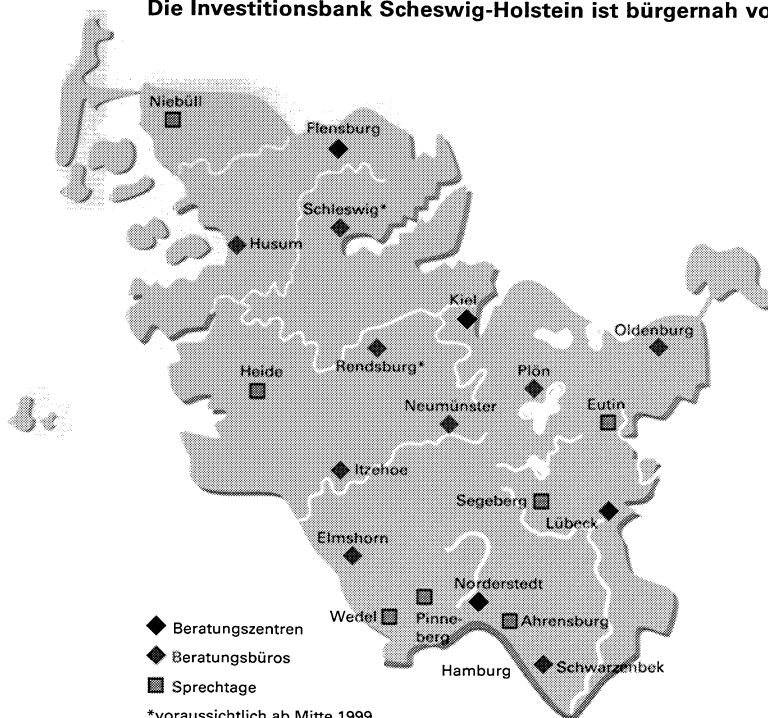 Die Investitionsbank Scheswig-Holstein ist bürgernah vo
Niebüll
Flensburg
Schleswig*
Husum
Kiel
Oldenburg
Rendsburg*
Heide
Plön
Neumünster
Eutin
Itzehoe
Segeberg
Lübeck
Elmshorn
Norderstedt
Wedel
Pinne-
berg
Ahrensburg
Hamburg
Schwarzenbek
Beratungszentren
Beratungsbüros
Sprechtage
*voraussichtlich ab Mitte 1999